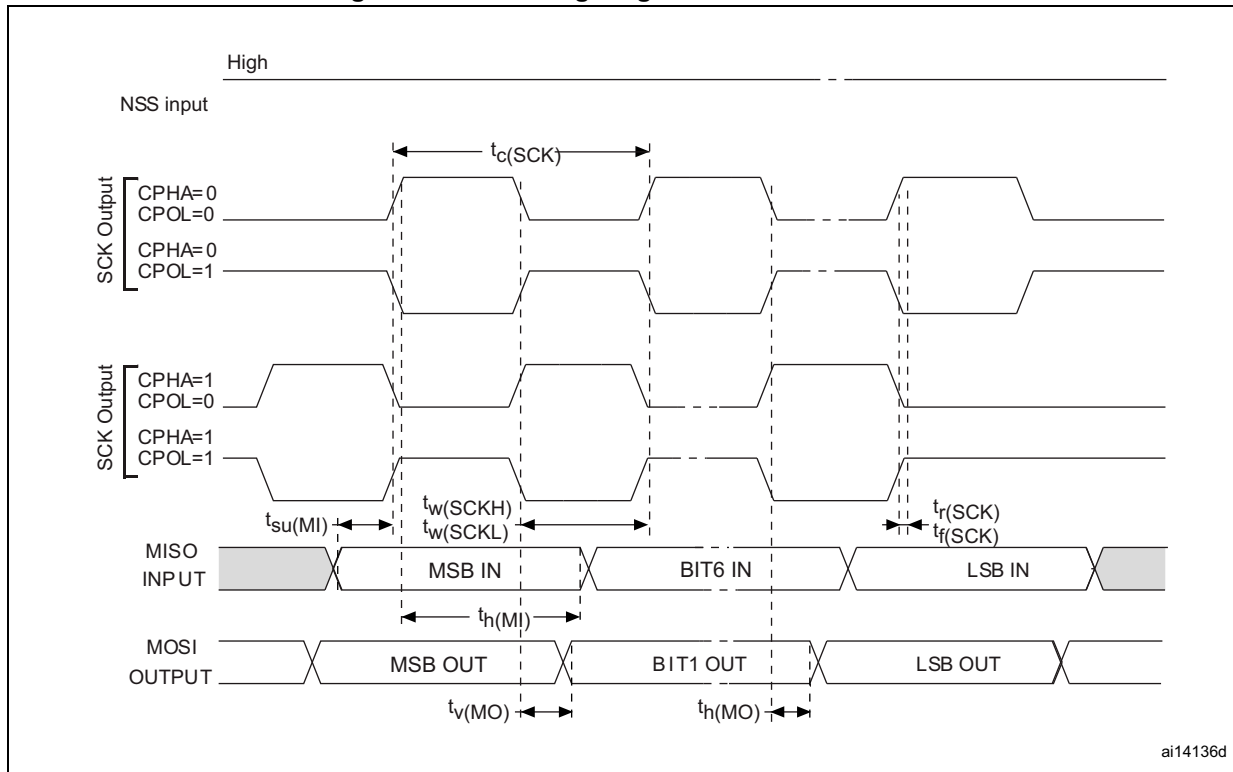 High
NSS input
tc(SCK)
SCK Output
CPHA=0
CPOL=0
CPHA=0
CPOL=1
SCK Output
CPHA=1
CPOL=0
CPHA=1
CPOL=1
tsu(MI)
tw(SCKH)
tw(SCKL)
tr(SCK)
tf(SCK)
MISO
INPUT
MSB IN
BIT6 IN
LSB IN
th(MI)
MOSI
OUTPUT
MSB OUT
BIT1 OUT
LSB OUT
tv(MO)
th(MO)
ai14136d